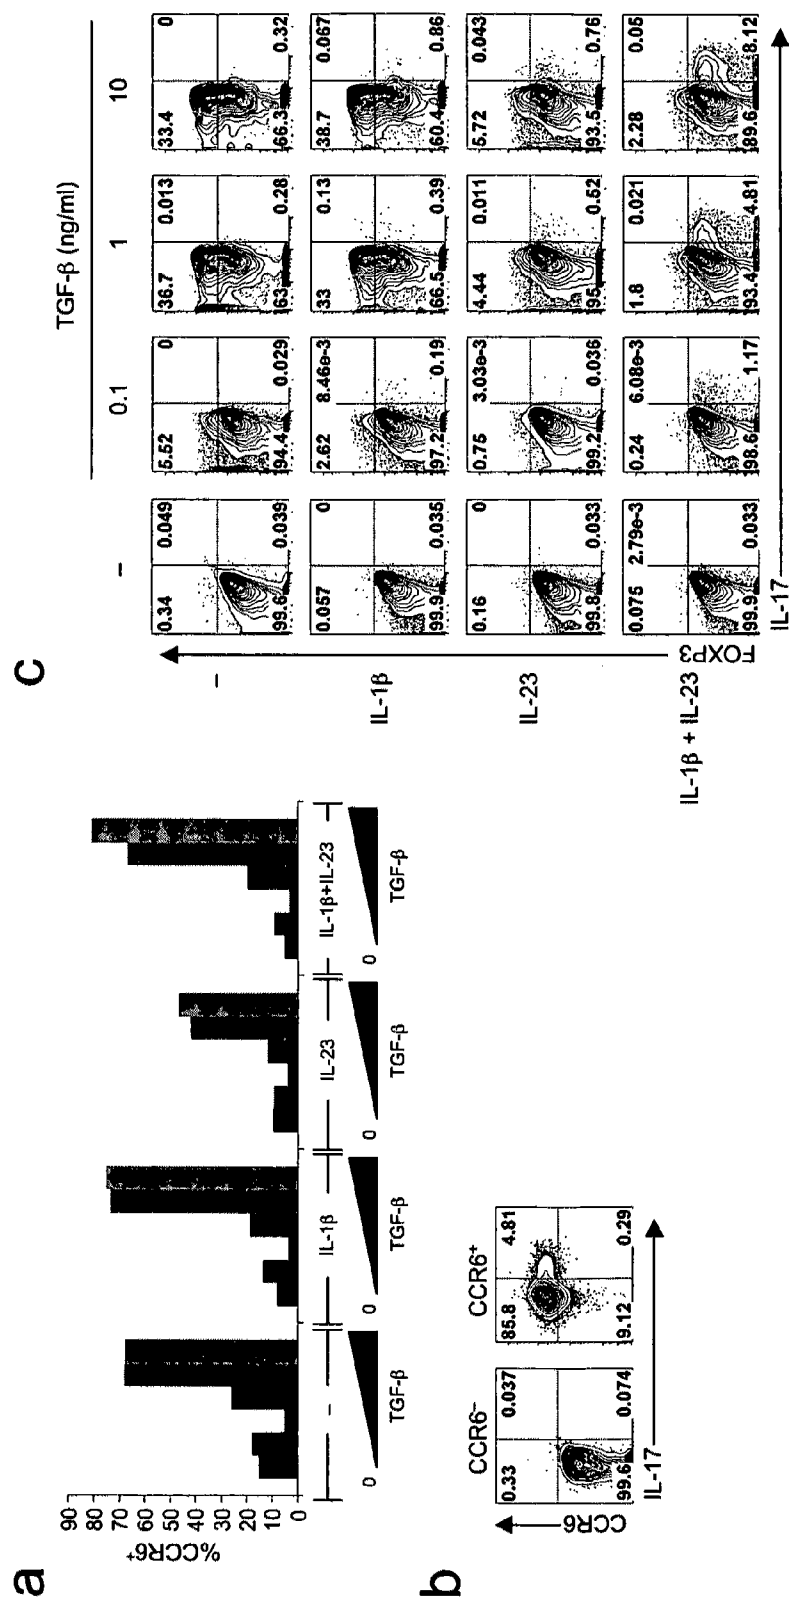 a
%CCR6+
90
80
70
60
50
40
30
20
10
0
– IL-1β IL-23 IL-1β+IL-23
0 0 0 0
TGF-β TGF-β TGF-β TGF-β
b
CCR6– CCR6+
0.33 0.037 85.8 4.81
99.6 0.074 9.12 0.29
CCR6
IL-17
c
TGF-β (ng/ml)
– 0.1 1 10
–
0.34 0.049 5.52 0 36.7 0.013 33.4 0
99.6 0.039 94.4 0.029 63 0.28 66.3 0.32
IL-1β
0.057 0 2.62 8.46e-3 33 0.13 38.7 0.067
99.9 0.035 97.2 0.19 66.5 0.39 60.4 0.86
IL-23
0.16 0 0.75 3.03e-3 4.44 0.011 5.72 0.043
99.8 0.033 99.2 0.036 95 0.52 93.5 0.76
IL-1β + IL-23
0.075 2.79e-3 0.24 6.08e-3 1.8 0.021 2.28 0.05
99.9 0.033 98.6 1.17 93.4 4.81 89.6 8.12
FOXP3
IL-17